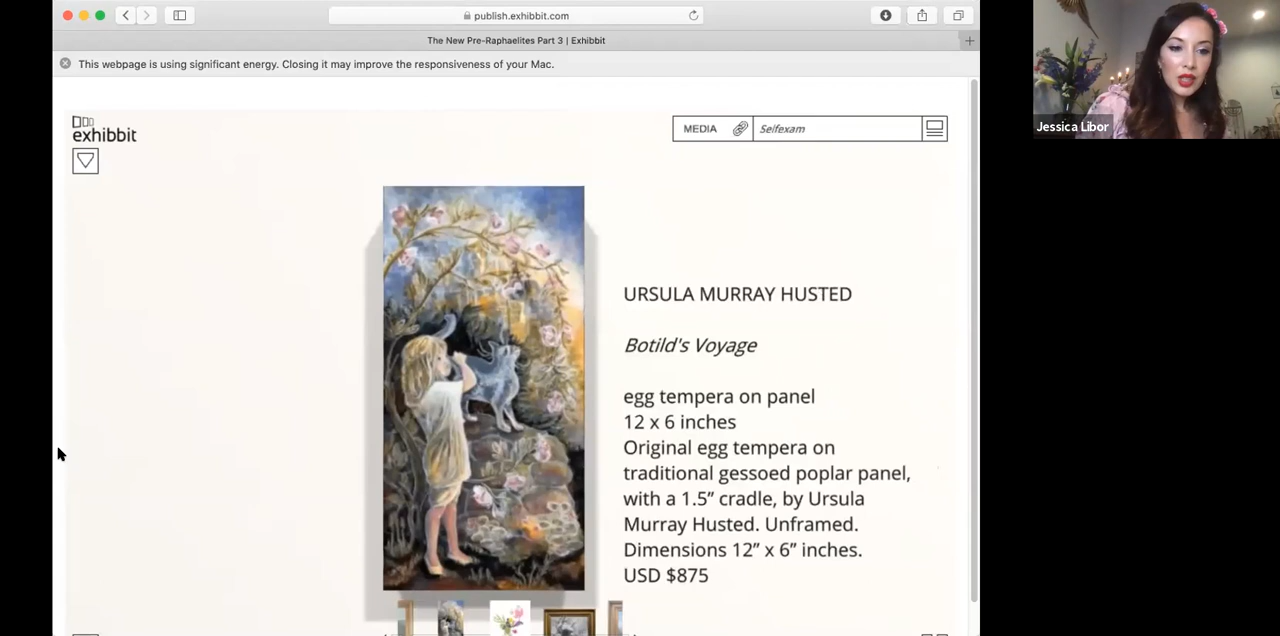 publish.exhibbit.com
The New Pre-Raphaelites Part 3 | Exhibbit
This webpage is using significant energy. Closing it may improve the responsiveness of your Mac.
exhibbit
MEDIA
Selfexam
Jessica Libor
URSULA MURRAY HUSTED
Botild's Voyage
egg tempera on panel
12 x 6 inches
Original egg tempera on
traditional gessoed poplar panel,
with a 1.5” cradle, by Ursula
Murray Husted. Unframed.
Dimensions 12” x 6” inches.
USD $875